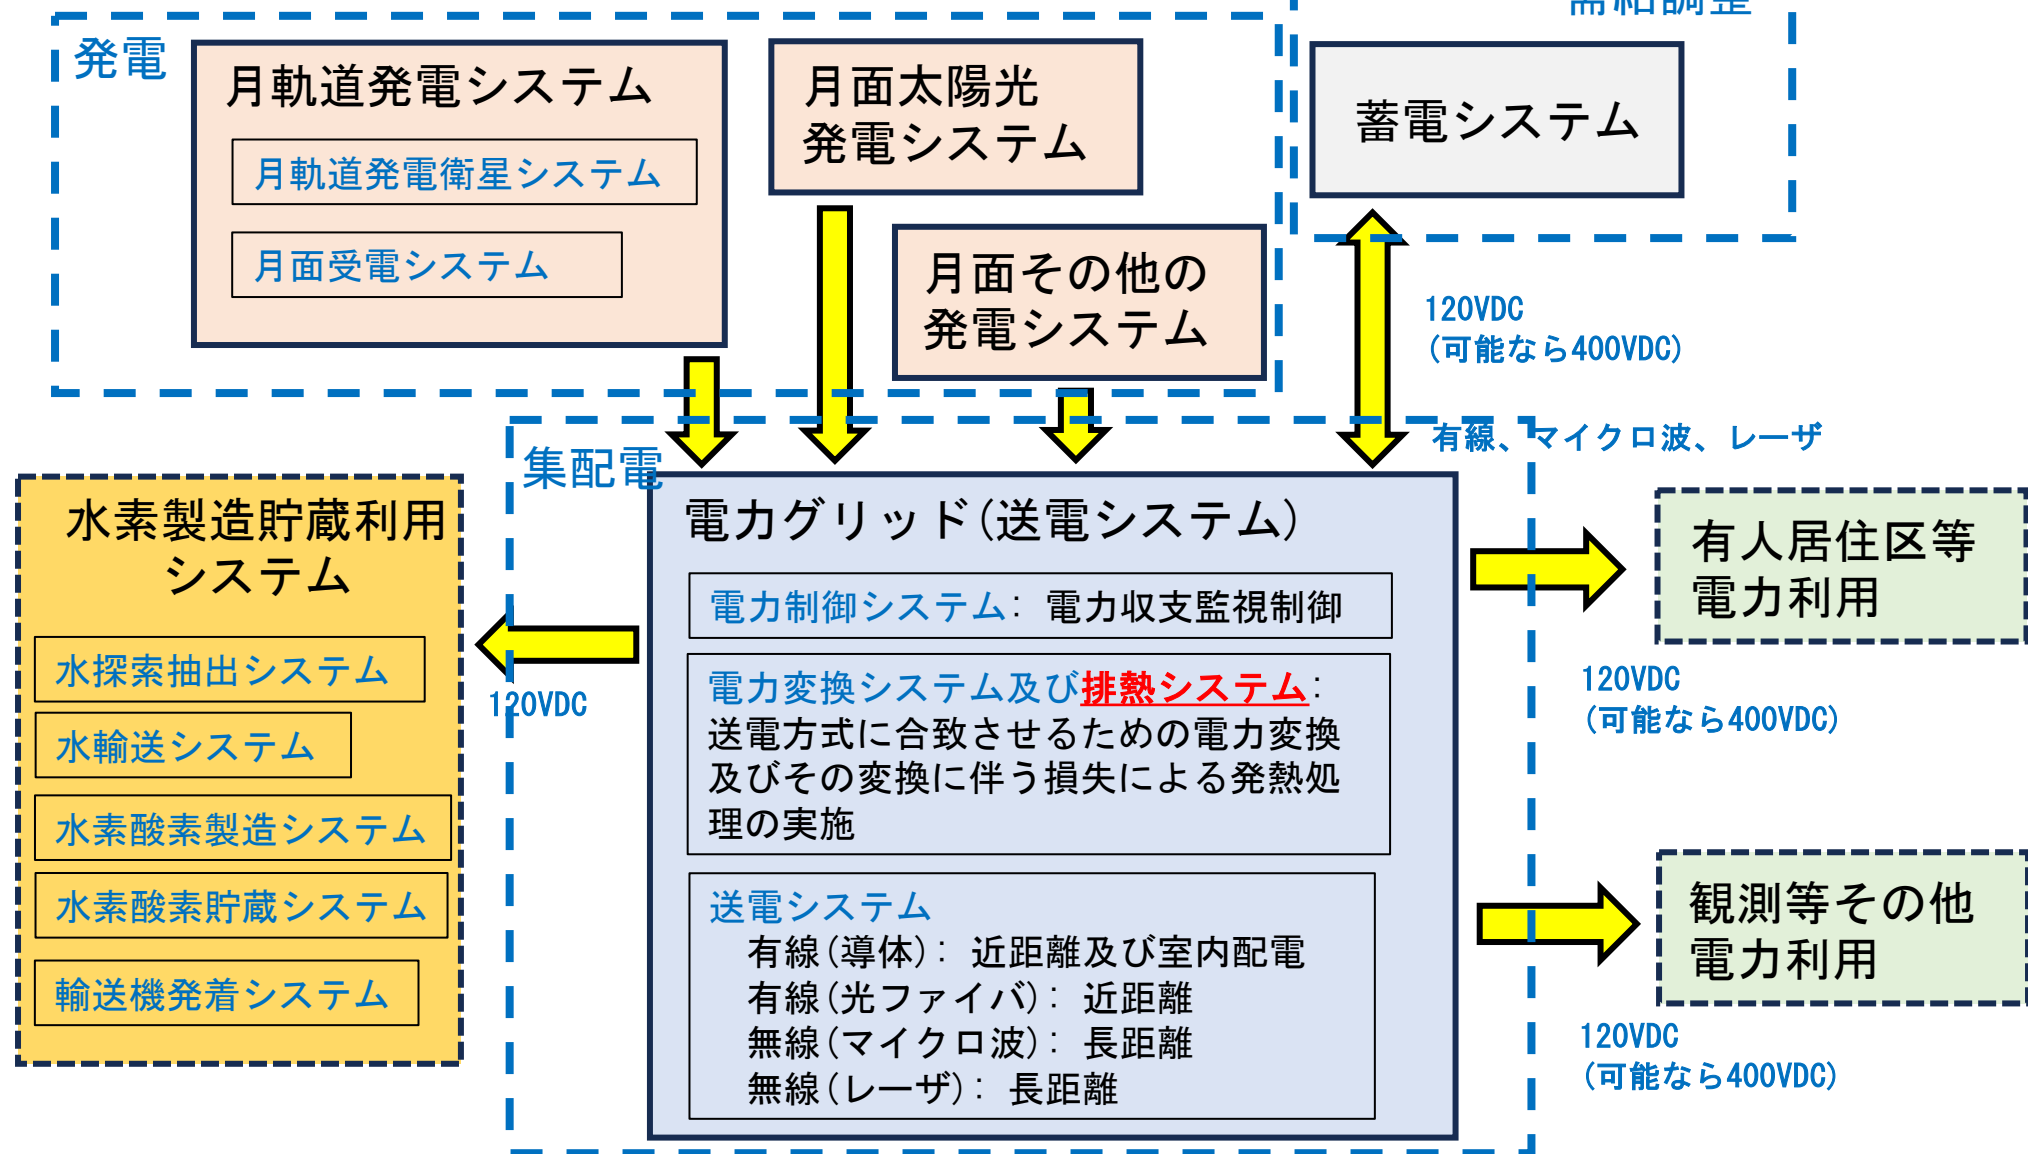 需給調整
発電
月軌道発電システム
月軌道発電衛星システム
月面受電システム
月面太陽光
発電システム
月面その他の
発電システム
蓄電システム
120VDC
(可能なら400VDC)
有線、マイクロ波、レーザ
集配電
水素製造貯蔵利用
システム
水探索抽出システム
水輸送システム
水素酸素製造システム
水素酸素貯蔵システム
輸送機発着システム
120VDC
電力グリッド(送電システム)
電力制御システム: 電力収支監視制御
電力変換システム及び排熱システム:
送電方式に合致させるための電力変換
及びその変換に伴う損失による発熱処
理の実施
送電システム
有線(導体): 近距離及び室内配電
有線(光ファイバ): 近距離
無線(マイクロ波): 長距離
無線(レーザ): 長距離
有人居住区等
電力利用
120VDC
(可能なら400VDC)
観測等その他
電力利用
120VDC
(可能なら400VDC)